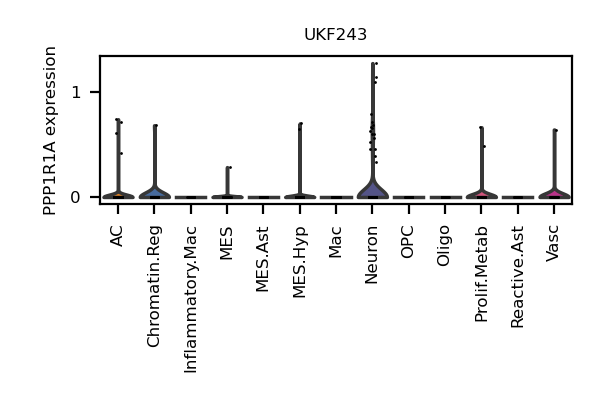 UKF243
PPP1R1A expression
1
0
AC
Chromatin.Reg
Inflammatory.Mac
MES
MES.Ast
MES.Hyp
Mac
Neuron
OPC
Oligo
Prolif.Metab
Reactive.Ast
Vasc